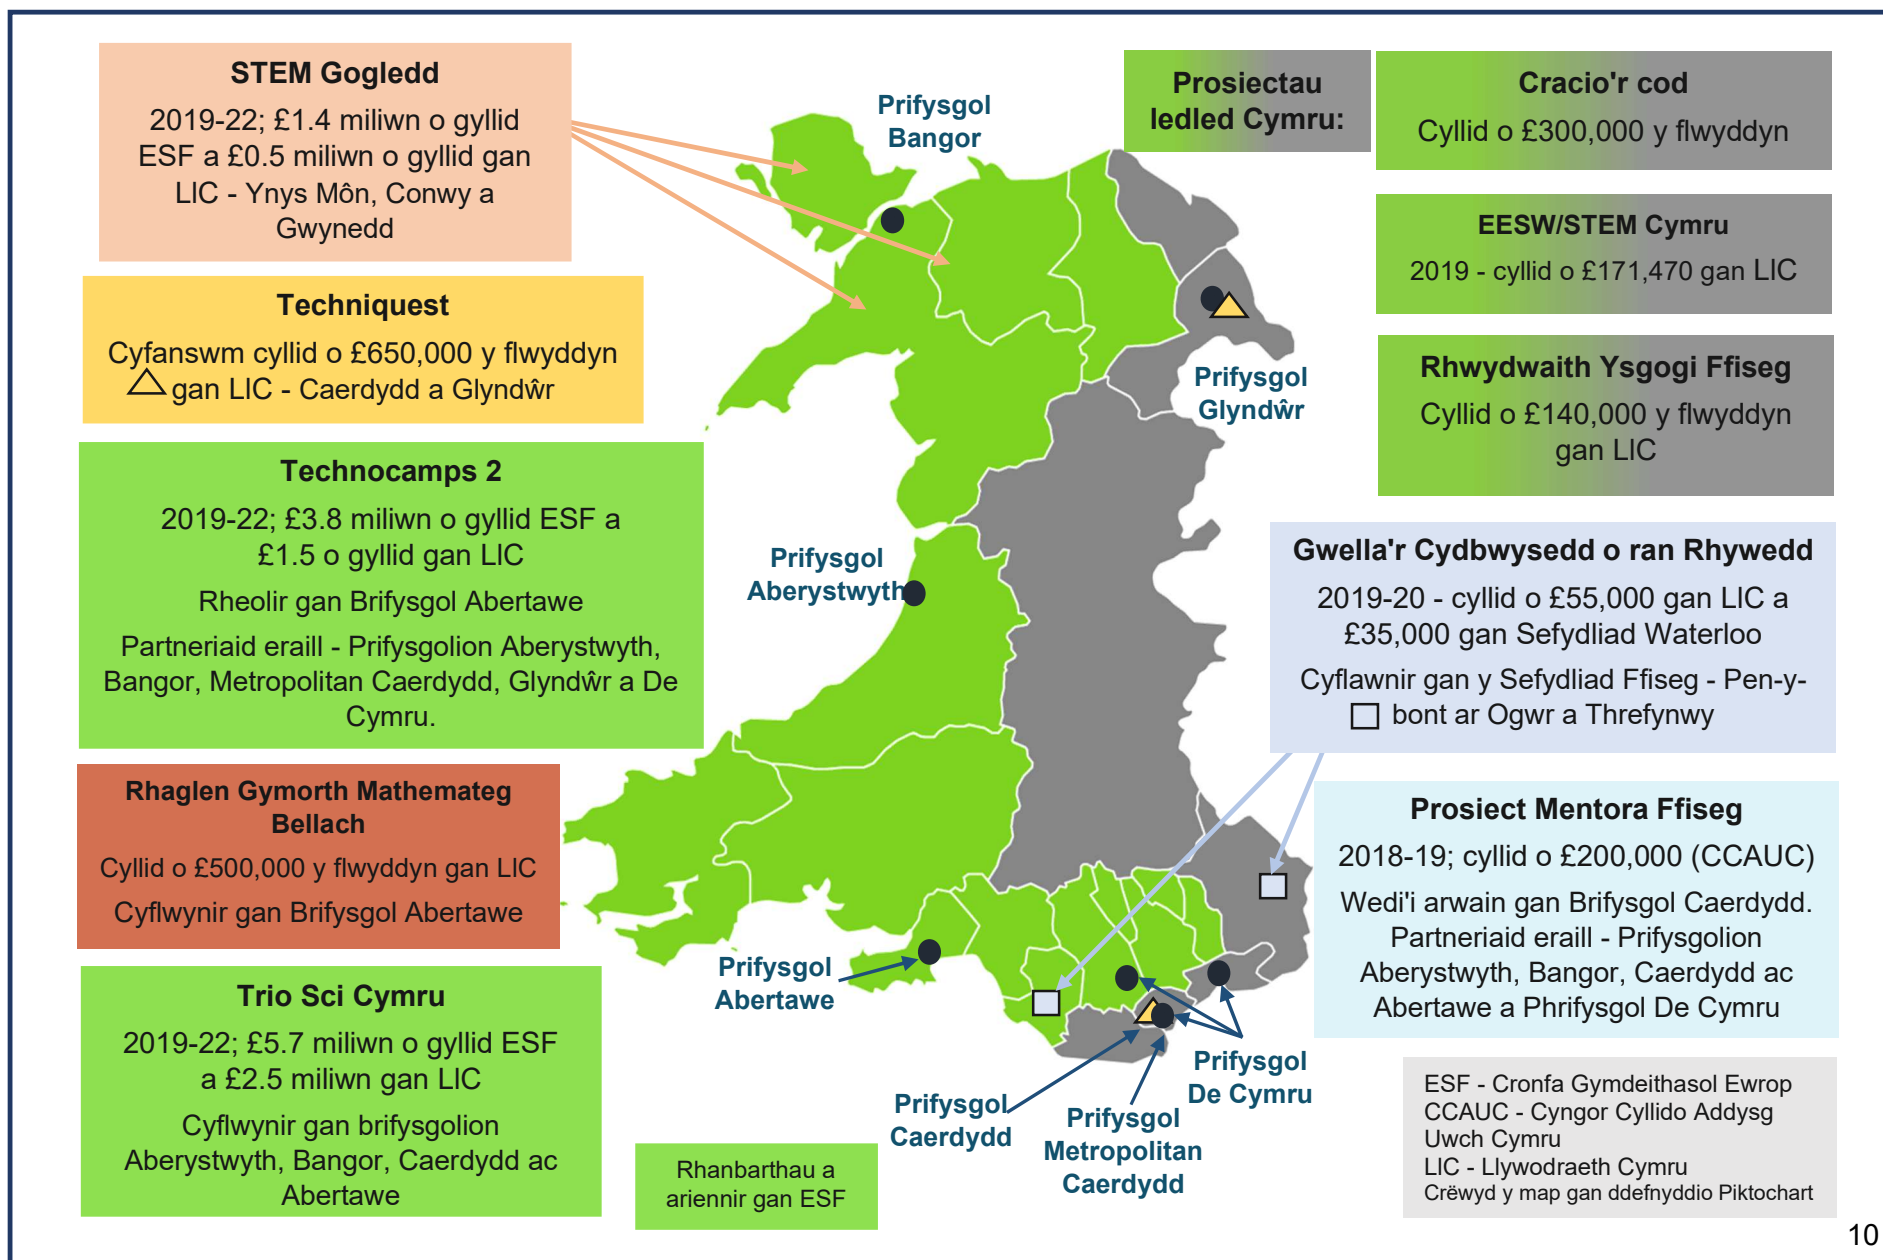 STEM Gogledd
2019-22; £1.4 miliwn o gyllid
ESF a £0.5 miliwn o gyllid gan
LlC - Ynys Môn, Conwy a
Gwynedd
Techniquest
Cyfanswm cyllid o £650,000 y flwyddyn
gan LlC - Caerdydd a Glyndŵr
Technocamps 2
2019-22; £3.8 miliwn o gyllid ESF a
£1.5 o gyllid gan LlC
Rheolir gan Brifysgol Abertawe
Partneriaid eraill - Prifysgolion Aberystwyth,
Bangor, Metropolitan Caerdydd, Glyndŵr a De
Cymru.
Rhaglen Gymorth Mathemateg
Bellach
Cyllid o £500,000 y flwyddyn gan LlC
Cyflwynir gan Brifysgol Abertawe
Trio Sci Cymru
2019-22; £5.7 miliwn o gyllid ESF
a £2.5 miliwn gan LlC
Cyflwynir gan brifysgolion
Aberystwyth, Bangor, Caerdydd ac
Abertawe
Prifysgol
Bangor
Prifysgol
Glyndŵr
Prifysgol
Aberystwyth
Prifysgol
Abertawe
Prifysgol
Caerdydd
Prifysgol
Metropolitan
Caerdydd
Prifysgol
De Cymru
Rhanbarthau a
ariennir gan ESF
Prosiectau
ledled Cymru:
Cracio'r cod
Cyllid o £300,000 y flwyddyn
EESW/STEM Cymru
2019 - cyllid o £171,470 gan LlC
Rhwydwaith Ysgogi Ffiseg
Cyllid o £140,000 y flwyddyn
gan LlC
Gwella'r Cydbwysedd o ran Rhywedd
2019-20 - cyllid o £55,000 gan LlC a
£35,000 gan Sefydliad Waterloo
Cyflawnir gan y Sefydliad Ffiseg - Pen-y-
bont ar Ogwr a Threfynwy
Prosiect Mentora Ffiseg
2018-19; cyllid o £200,000 (CCAUC)
Wedi'i arwain gan Brifysgol Caerdydd.
Partneriaid eraill - Prifysgolion
Aberystwyth, Bangor, Caerdydd ac
Abertawe a Phrifysgol De Cymru
ESF - Cronfa Gymdeithasol Ewrop
CCAUC - Cyngor Cyllido Addysg
Uwch Cymru
LlC - Llywodraeth Cymru
Crëwyd y map gan ddefnyddio Piktochart
10